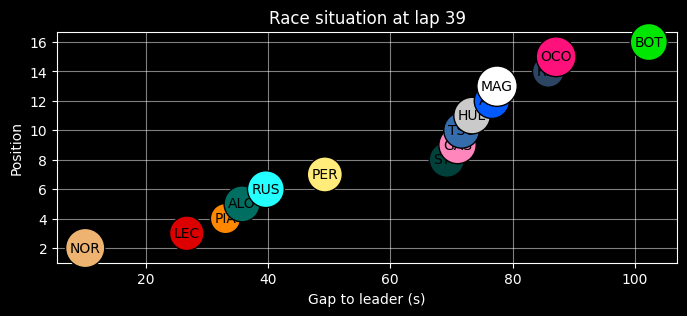 Race situation at lap 39
Position
16
14
12
10
8
6
4
2
BOT
OCO
MAG
HUL
PER
RUS
ALO
PIA
LEC
NOR
20
40
60
80
100
Gap to leader (s)